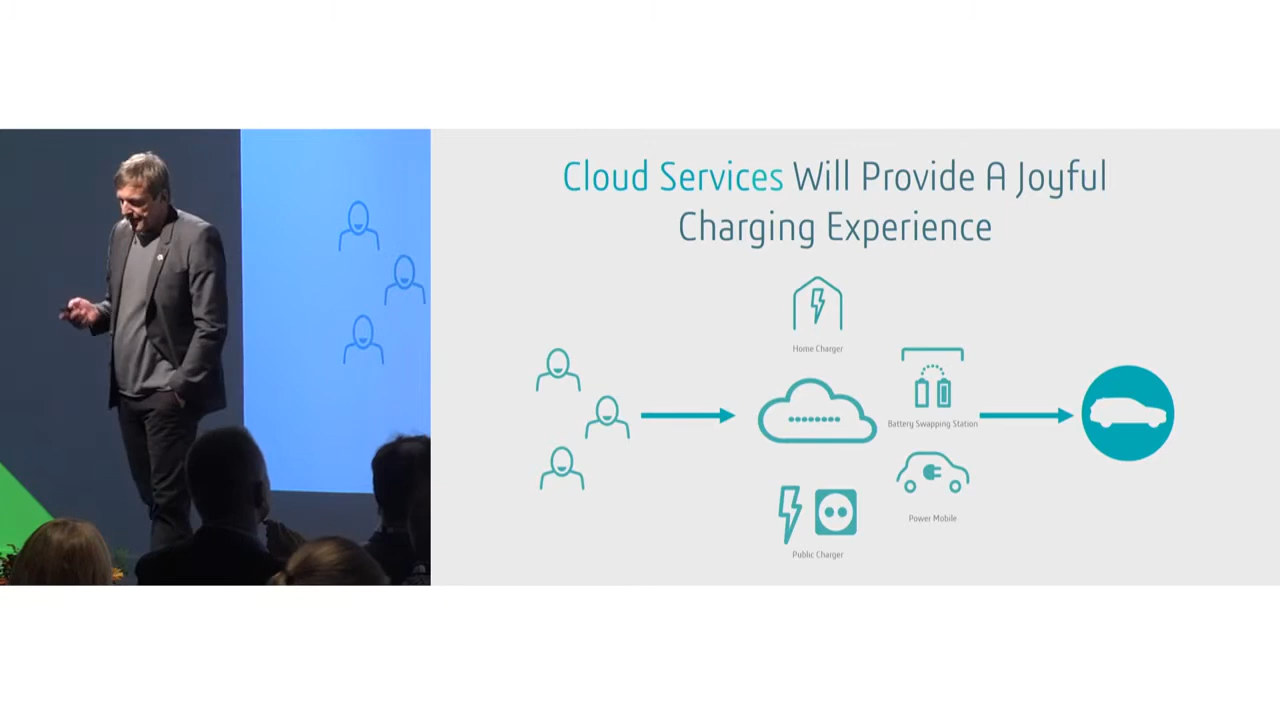 Cloud Services Will Provide A Joyful
Charging Experience
Home Charger
Battery Swapping Station
Power Mobile
Public Charger